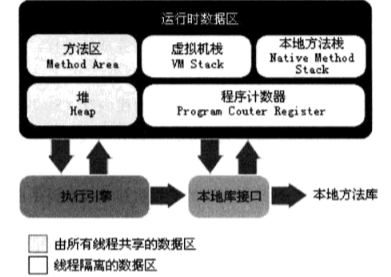 运行时数据区
方法区
Method Area
虚拟机栈
VM Stack
本地方法栈
Native Method
Stack
堆
Heap
程序计数器
Program Couter Register
执行引擎
本地库接口
本地方法库
由所有线程共享的数据区
线程隔离的数据区